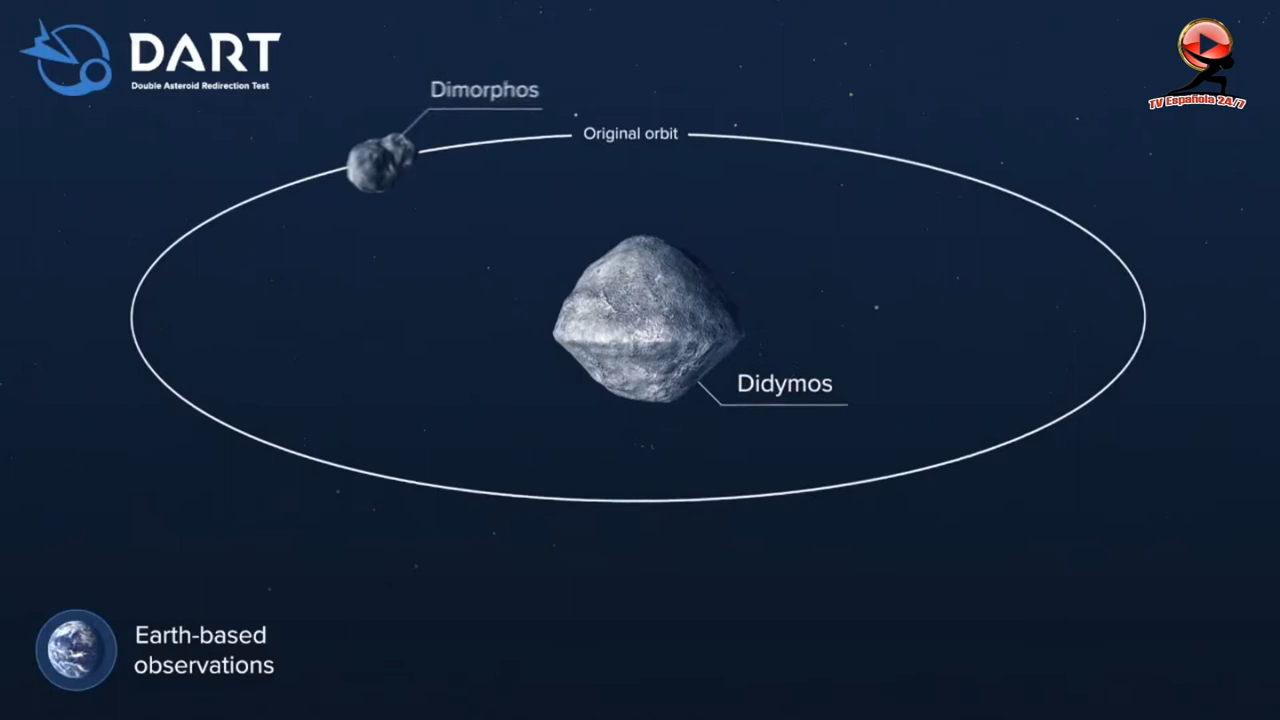 DART
Double Asteroid Redirection Test
TV Española 24/7
Dimorphos
Original orbit
Didymos
Earth-based
observations